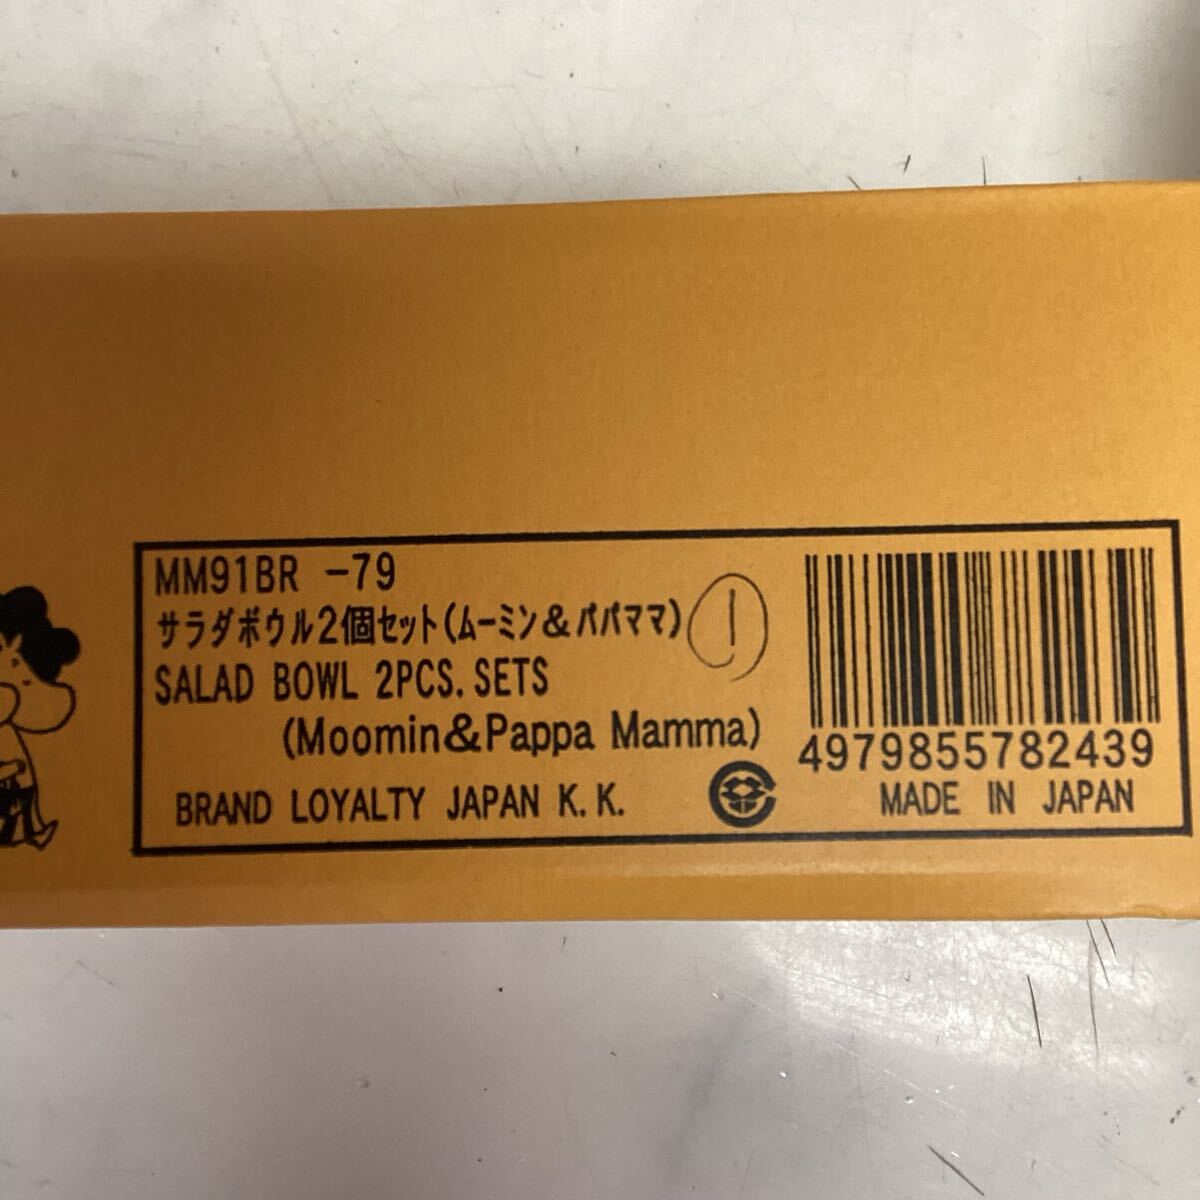 MM91BR -79
サラダボウル2個セット(ムーミン&パパママ) 1
SALAD BOWL 2PCS. SETS
(Moomin&Pappa Mamma)
BRAND LOYALTY JAPAN K.K.
4979855782439
MADE IN JAPAN